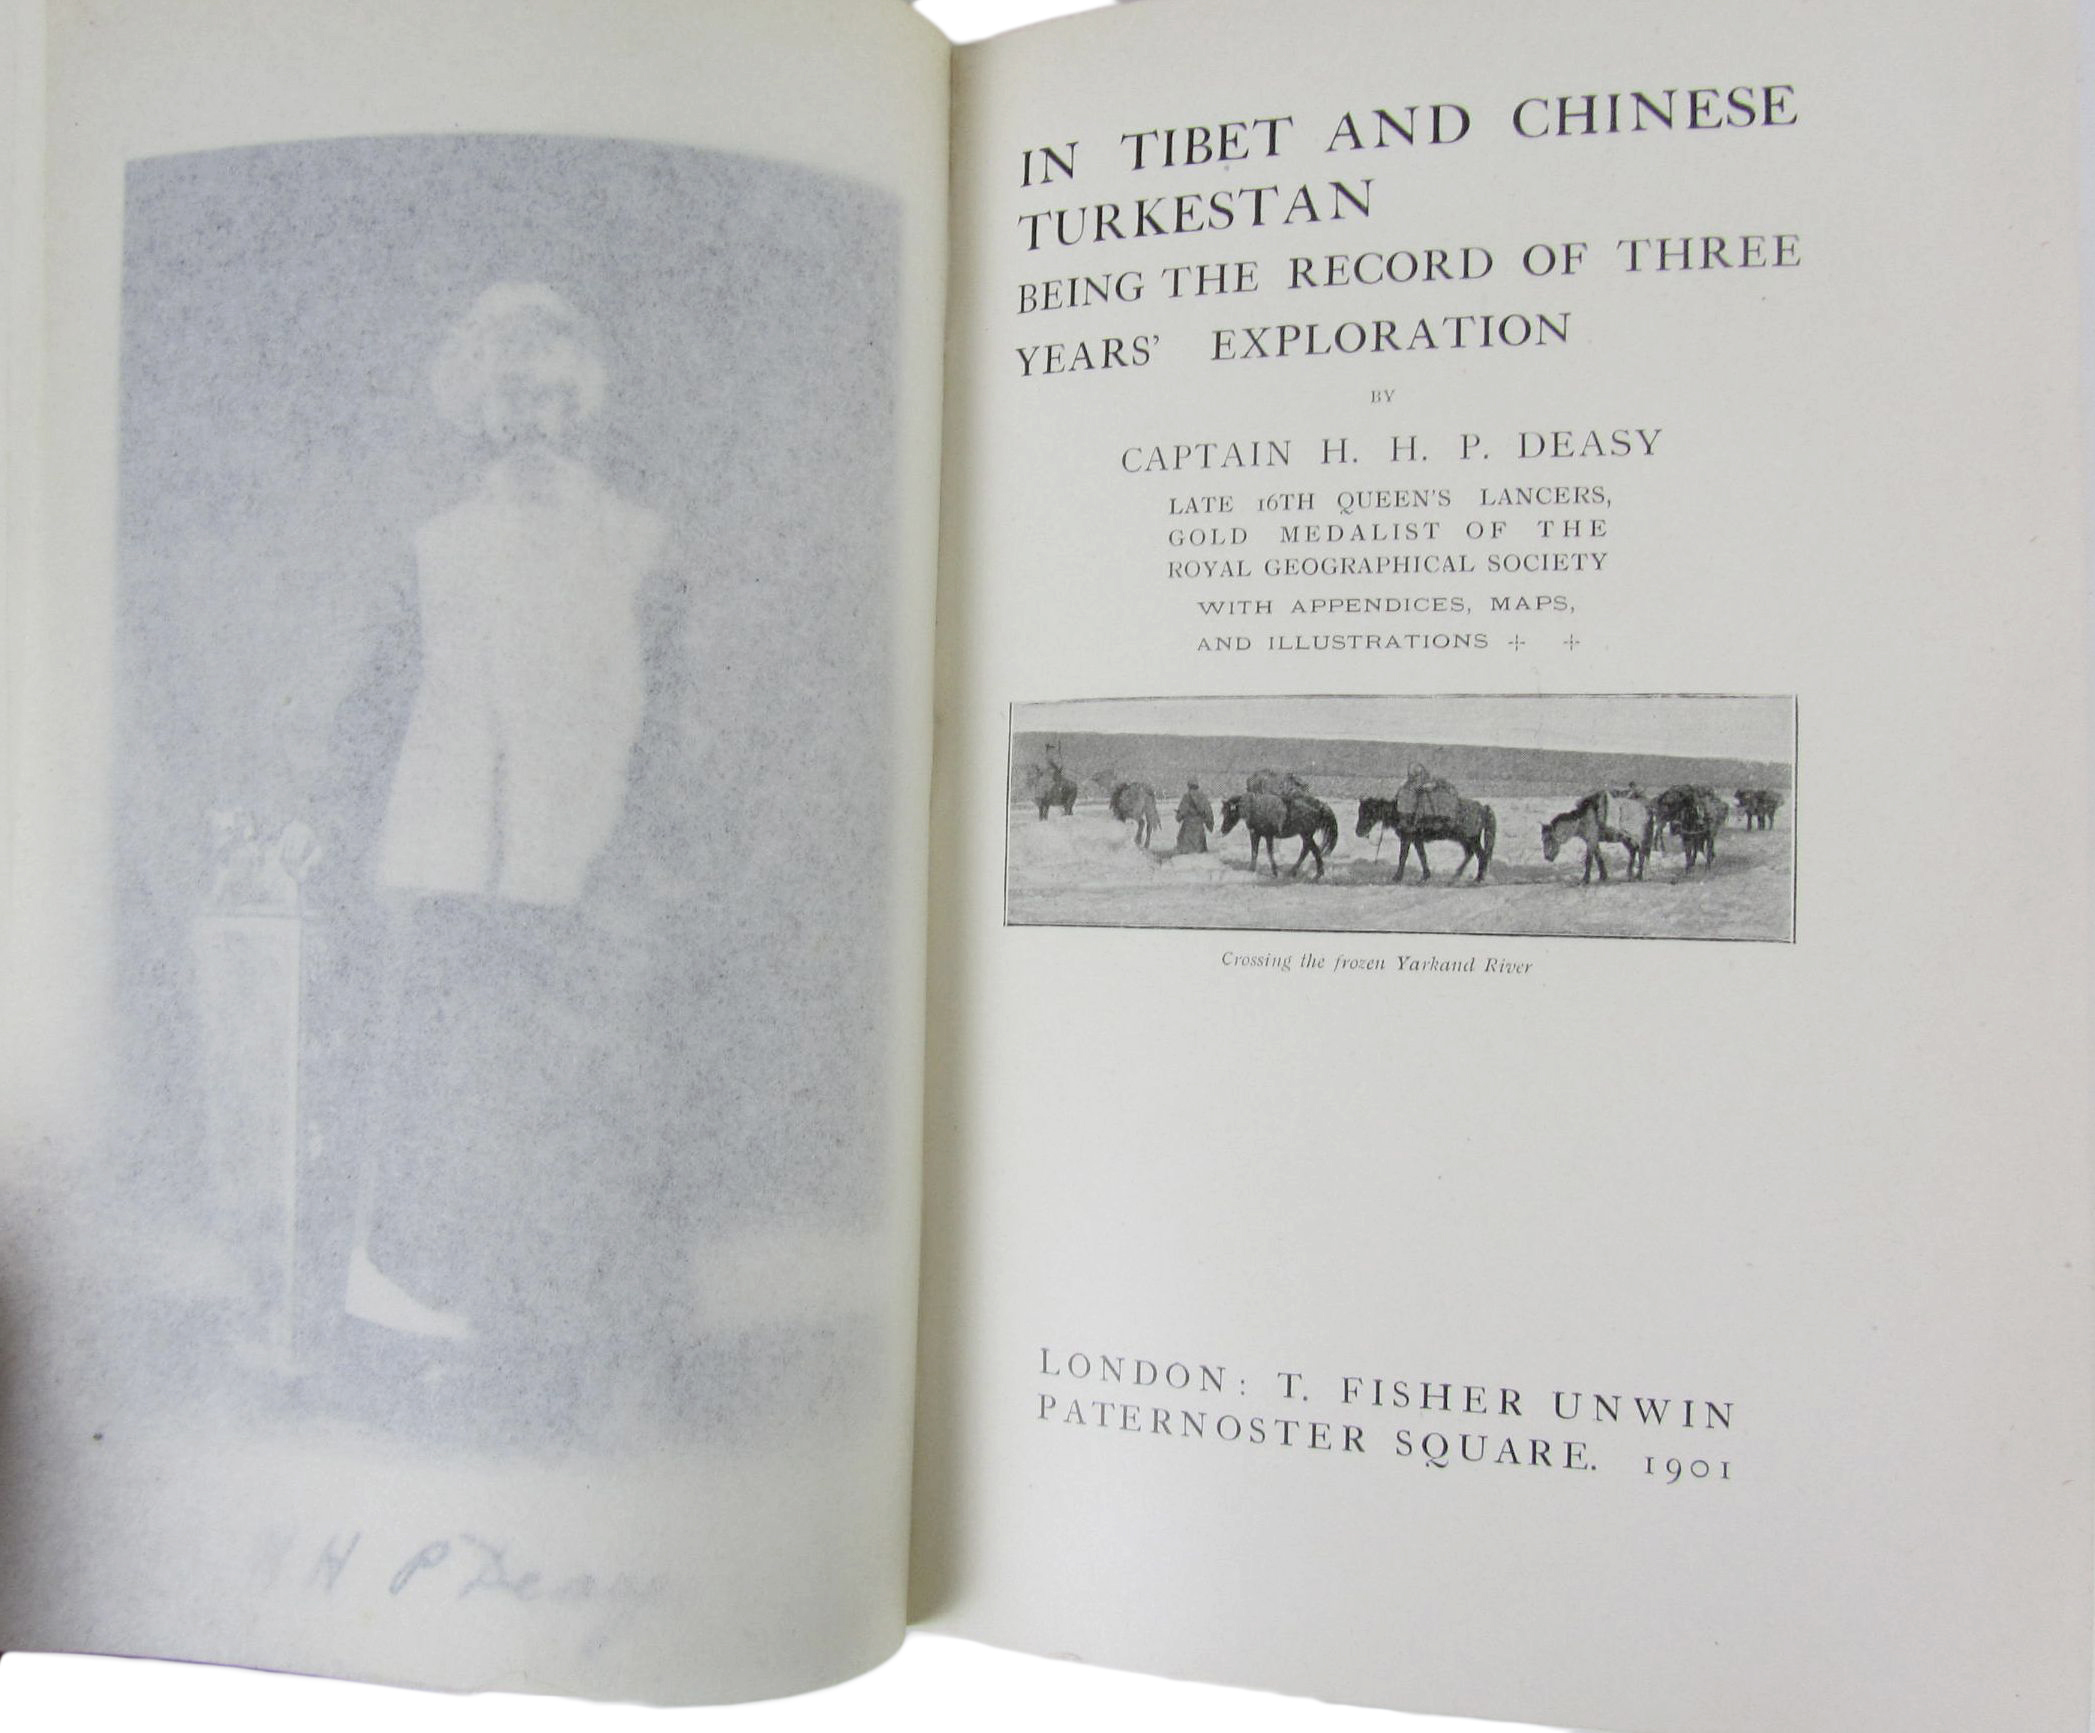 H H P Deasy
IN TIBET AND CHINESE
TURKESTAN
BEING THE RECORD OF THREE
YEARS' EXPLORATION
BY
CAPTAIN H. H. P. DEASY
LATE 16TH QUEEN'S LANCERS,
GOLD MEDALIST OF THE
ROYAL GEOGRAPHICAL SOCIETY
WITH APPENDICES, MAPS,
AND ILLUSTRATIONS
Crossing the frozen Yarkand River
LONDON: T. FISHER UNWIN
PATERNOSTER SQUARE. 1901